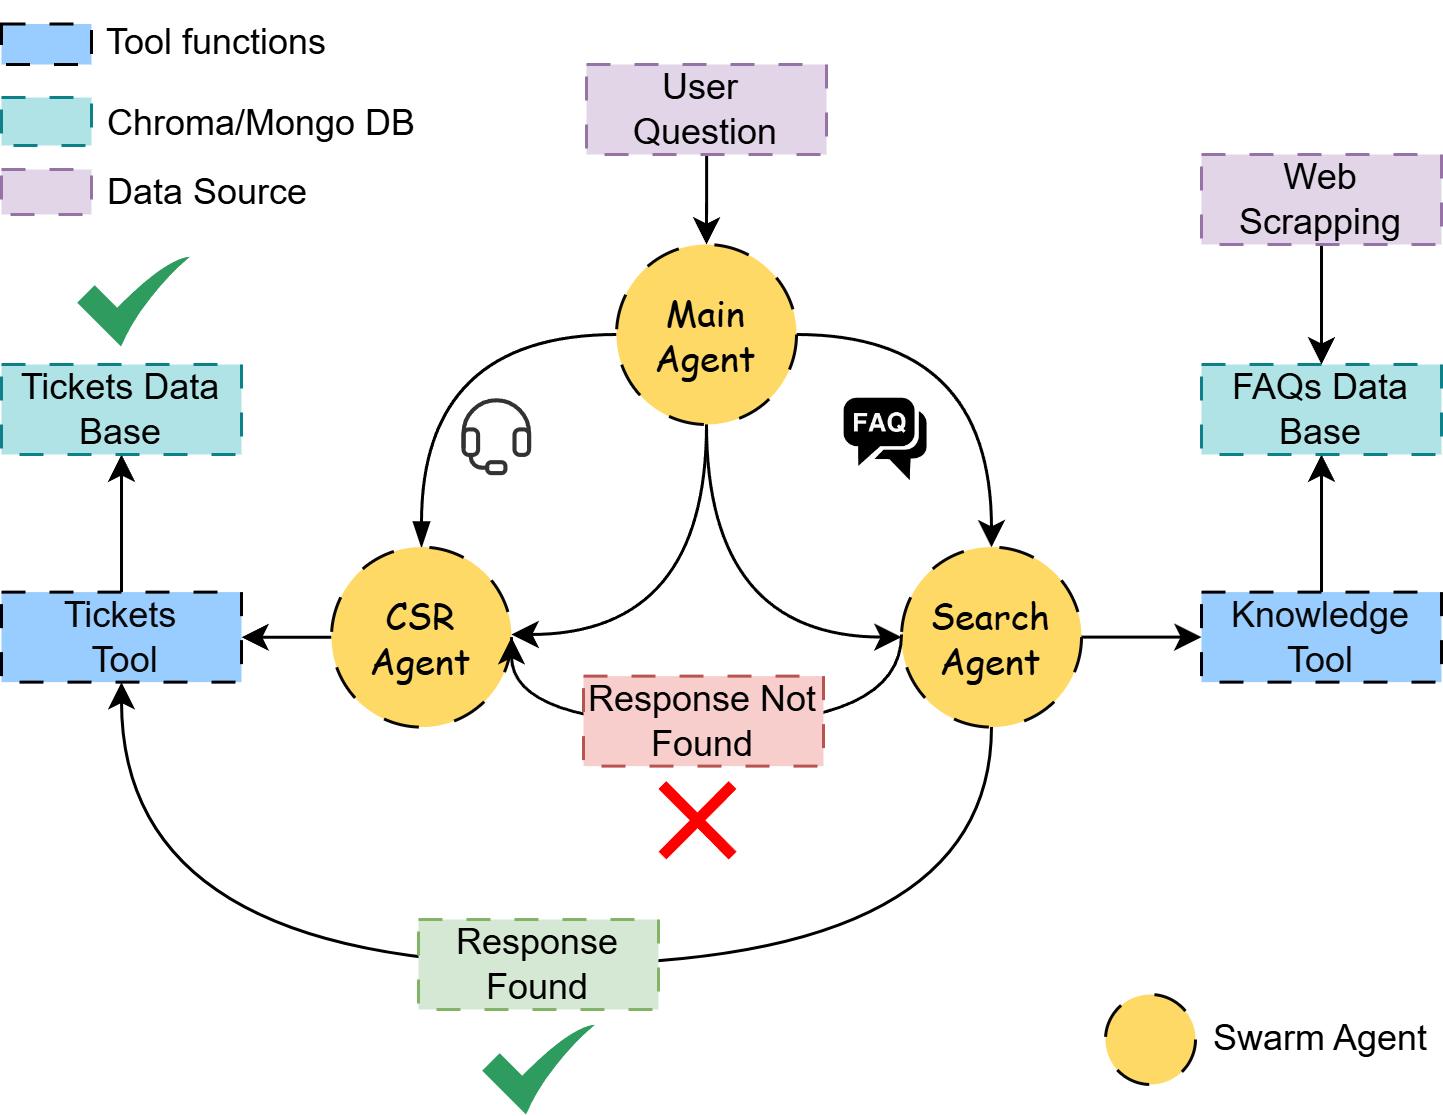 Tool functions
Chroma/Mongo DB
Data Source
User
Question
Web
Scrapping
Main
Agent
Tickets Data
Base
FAQ
FAQs Data
Base
Tickets
Tool
CSR
Agent
Search
Agent
Knowledge
Tool
Response Not
Found
Response
Found
Swarm Agent